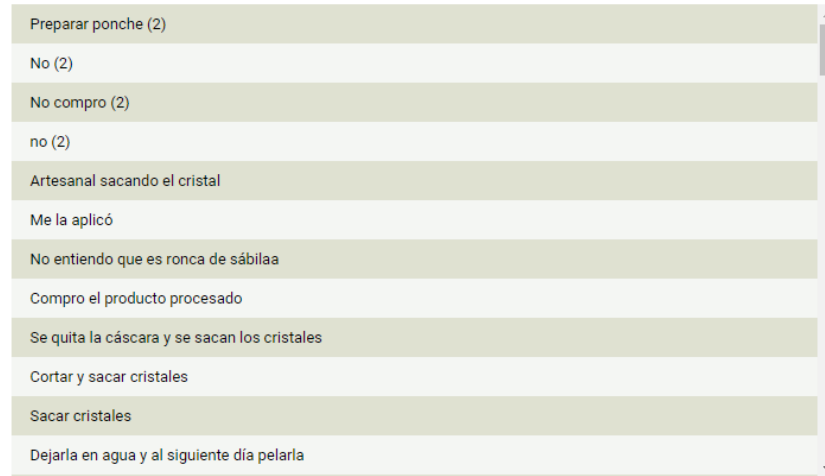 Preparar ponche (2)
No (2)
No compro (2)
no (2)
Artesanal sacando el cristal
Me la aplicó
No entiendo que es ronca de sábilaa
Compro el producto procesado
Se quita la cáscara y se sacan los cristales
Cortar y sacar cristales
Sacar cristales
Dejarla en agua y al siguiente día pelarla